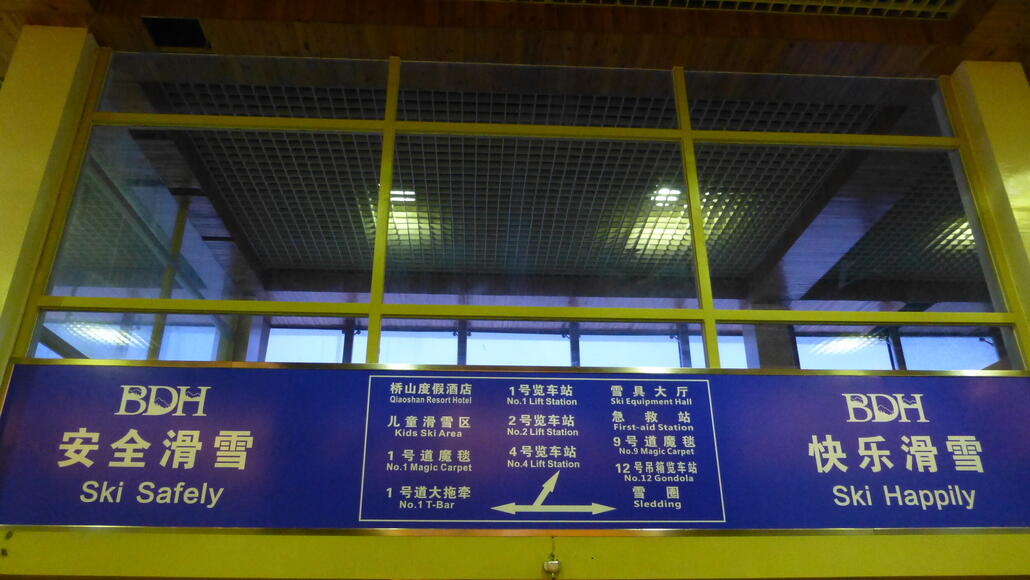 BDH
安全滑雪
Ski Safely
桥山度假酒店
Qiaoshan Resort Hotel
儿童滑雪区
Kids Ski Area
1号道魔毯
No.1 Magic Carpet
1号道大拖牵
No.1 T-Bar
1号览车站
No.1 Lift Station
2号览车站
No.2 Lift Station
4号览车站
No.4 Lift Station
雪具大厅
Ski Equipment Hall
急救站
First-aid Station
9号道魔毯
No.9 Magic Carpet
12号吊箱览车站
No.12 Gondola
雪圈
Sledding
BDH
快乐滑雪
Ski Happily